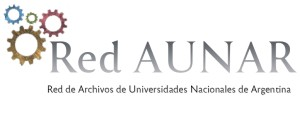 Red AUNAR
Red de Archivos de Universidades Nacionales de Argentina